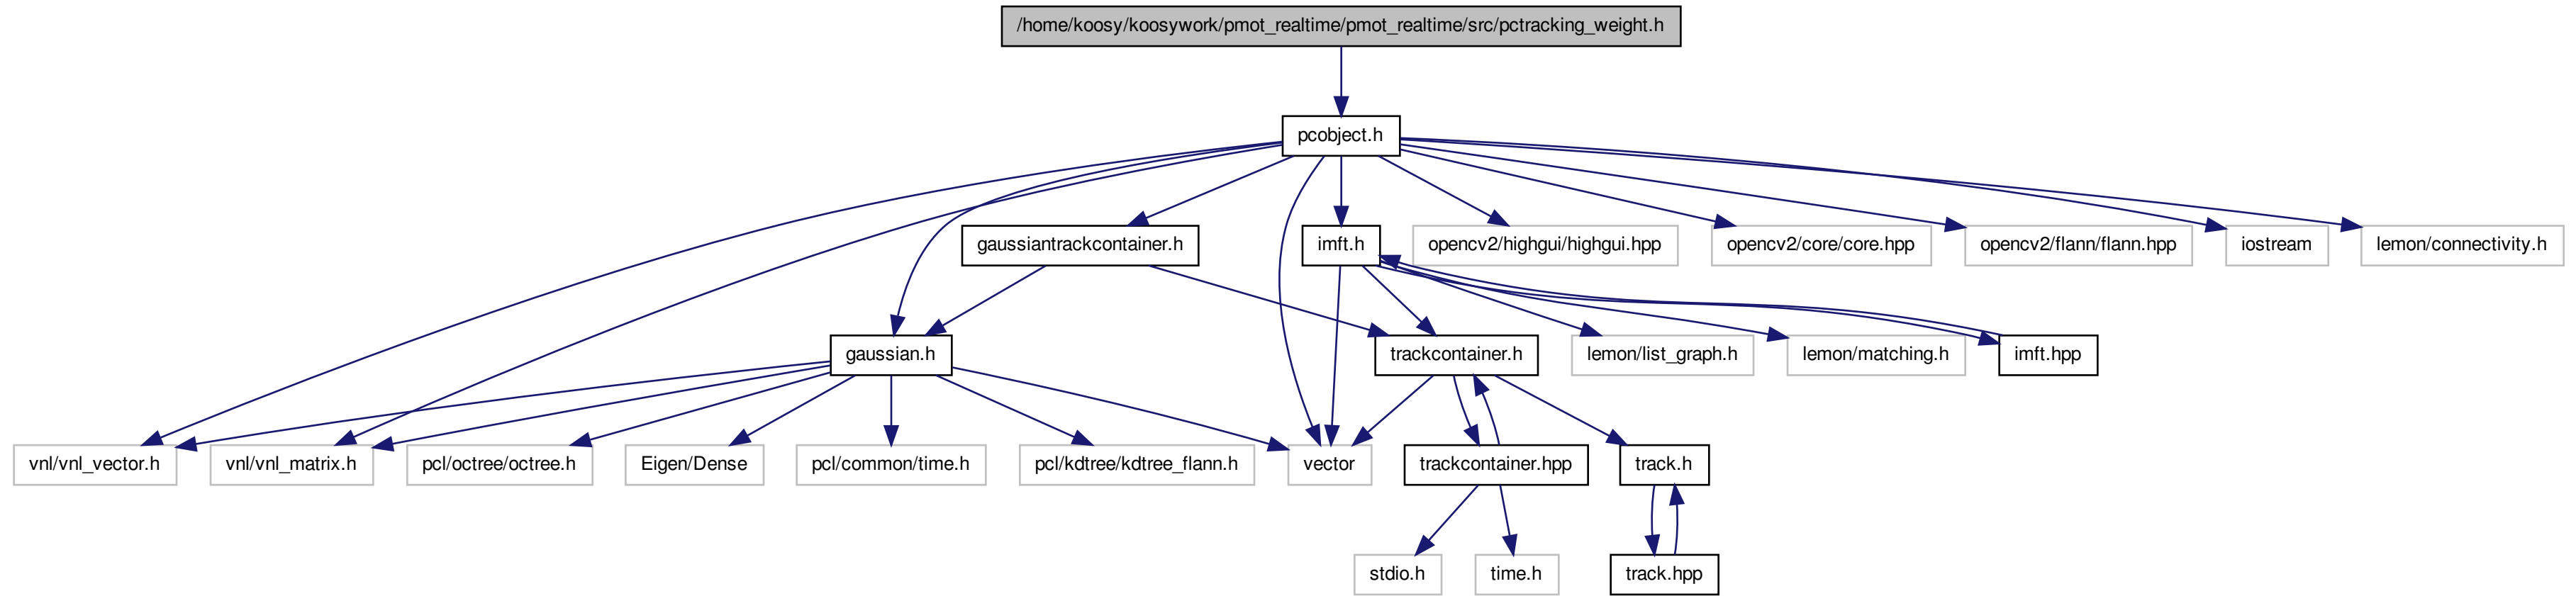 /home/koosy/koosywork/pmot_realtime/pmot_realtime/src/pctracking_weight.h
pcobject.h
gaussiantrackcontainer.h
imft.h
opencv2/highgui/highgui.hpp
opencv2/core/core.hpp
opencv2/flann/flann.hpp
iostream
lemon/connectivity.h
gaussian.h
trackcontainer.h
lemon/list_graph.h
lemon/matching.h
imft.hpp
vnl/vnl_vector.h
vnl/vnl_matrix.h
pcl/octree/octree.h
Eigen/Dense
pcl/common/time.h
pcl/kdtree/kdtree_flann.h
vector
trackcontainer.hpp
track.h
stdio.h
time.h
track.hpp